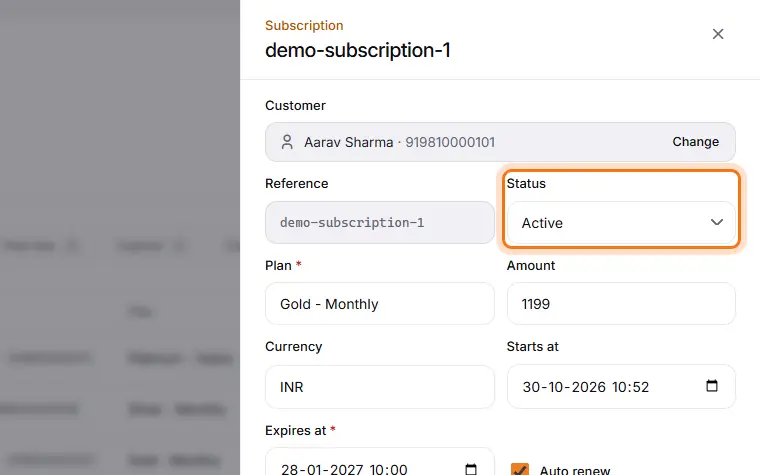 Subscription
demo-subscription-1
Customer
Aarav Sharma · 919810000101 Change
Reference Status
demo-subscription-1 Active
Plan * Amount
Gold - Monthly 1199
Currency Starts at
INR 30-10-2026 10:52
Expires at *
28-01-2027 10:00 Auto renew